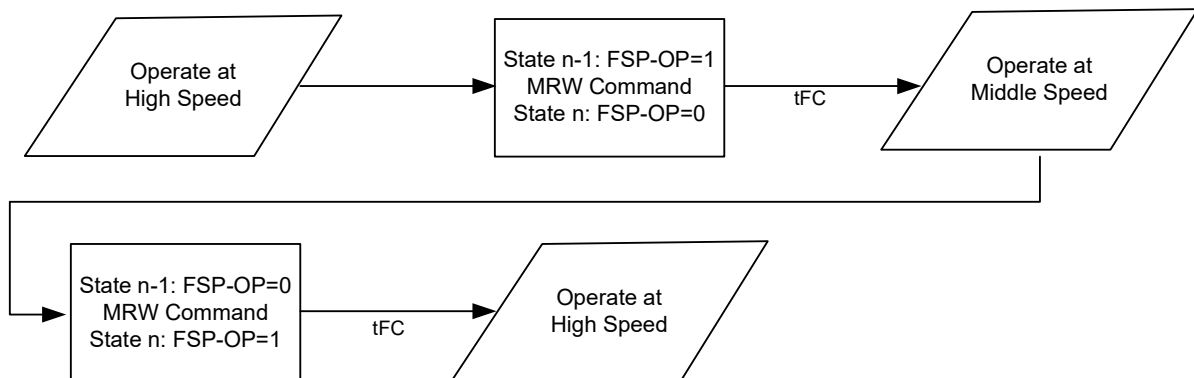 Operate at
High Speed
State n-1: FSP-OP=1
MRW Command
State n: FSP-OP=0
tFC
Operate at
Middle Speed
State n-1: FSP-OP=0
MRW Command
State n: FSP-OP=1
tFC
Operate at
High Speed